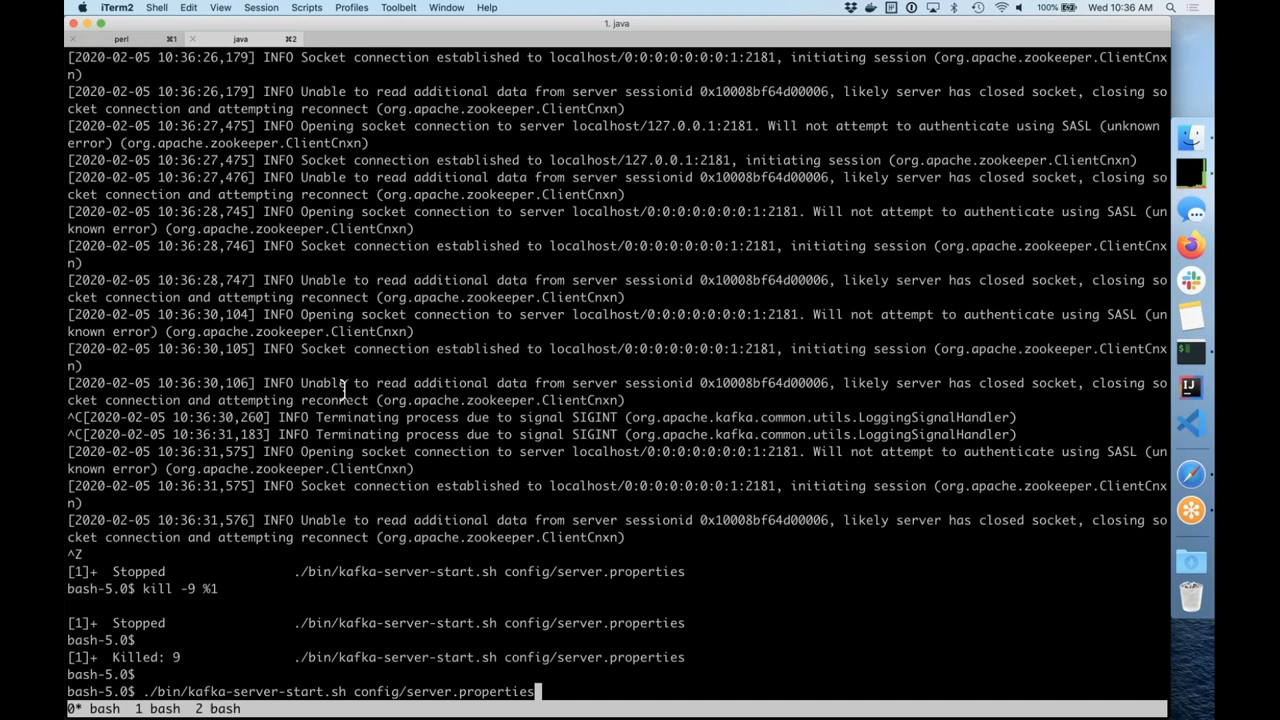 iTerm2 Shell Edit View Session Scripts Profiles Toolbelt Window Help 100% Wed 10:36 AM
1. java
perl ⌘1 java ⌘2
[2020-02-05 10:36:26,179] INFO Socket connection established to localhost/0:0:0:0:0:0:0:1:2181, initiating session (org.apache.zookeeper.ClientCnx
n)
[2020-02-05 10:36:26,179] INFO Unable to read additional data from server sessionid 0x10008bf64d00006, likely server has closed socket, closing so
cket connection and attempting reconnect (org.apache.zookeeper.ClientCnxn)
[2020-02-05 10:36:27,475] INFO Opening socket connection to server localhost/127.0.0.1:2181. Will not attempt to authenticate using SASL (unknown
error) (org.apache.zookeeper.ClientCnxn)
[2020-02-05 10:36:27,475] INFO Socket connection established to localhost/127.0.0.1:2181, initiating session (org.apache.zookeeper.ClientCnxn)
[2020-02-05 10:36:27,476] INFO Unable to read additional data from server sessionid 0x10008bf64d00006, likely server has closed socket, closing so
cket connection and attempting reconnect (org.apache.zookeeper.ClientCnxn)
[2020-02-05 10:36:28,745] INFO Opening socket connection to server localhost/0:0:0:0:0:0:0:1:2181. Will not attempt to authenticate using SASL (un
known error) (org.apache.zookeeper.ClientCnxn)
[2020-02-05 10:36:28,746] INFO Socket connection established to localhost/0:0:0:0:0:0:0:1:2181, initiating session (org.apache.zookeeper.ClientCnx
n)
[2020-02-05 10:36:28,747] INFO Unable to read additional data from server sessionid 0x10008bf64d00006, likely server has closed socket, closing so
cket connection and attempting reconnect (org.apache.zookeeper.ClientCnxn)
[2020-02-05 10:36:30,104] INFO Opening socket connection to server localhost/0:0:0:0:0:0:0:1:2181. Will not attempt to authenticate using SASL (un
known error) (org.apache.zookeeper.ClientCnxn)
[2020-02-05 10:36:30,105] INFO Socket connection established to localhost/0:0:0:0:0:0:0:1:2181, initiating session (org.apache.zookeeper.ClientCnx
n)
[2020-02-05 10:36:30,106] INFO Unable to read additional data from server sessionid 0x10008bf64d00006, likely server has closed socket, closing so
cket connection and attempting reconnect (org.apache.zookeeper.ClientCnxn)
^C[2020-02-05 10:36:30,260] INFO Terminating process due to signal SIGINT (org.apache.kafka.common.utils.LoggingSignalHandler)
^C[2020-02-05 10:36:31,183] INFO Terminating process due to signal SIGINT (org.apache.kafka.common.utils.LoggingSignalHandler)
[2020-02-05 10:36:31,575] INFO Opening socket connection to server localhost/0:0:0:0:0:0:0:1:2181. Will not attempt to authenticate using SASL (un
known error) (org.apache.zookeeper.ClientCnxn)
[2020-02-05 10:36:31,575] INFO Socket connection established to localhost/0:0:0:0:0:0:0:1:2181, initiating session (org.apache.zookeeper.ClientCnx
n)
[2020-02-05 10:36:31,576] INFO Unable to read additional data from server sessionid 0x10008bf64d00006, likely server has closed socket, closing so
cket connection and attempting reconnect (org.apache.zookeeper.ClientCnxn)
^Z
[1]+ Stopped ./bin/kafka-server-start.sh config/server.properties
bash-5.0$ kill -9 %1
[1]+ Stopped ./bin/kafka-server-start.sh config/server.properties
bash-5.0$
[1]+ Killed: 9 ./bin/kafka-server-start.sh config/server.properties
bash-5.0$
bash-5.0$ ./bin/kafka-server-start.sh config/server.properties
0* bash 1 bash 2 bash